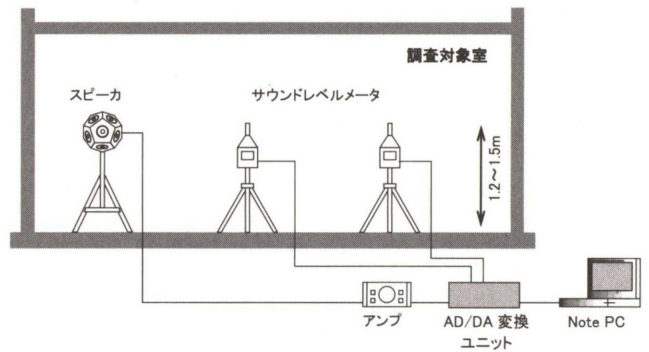 調査対象室
スピーカ
サウンドレベルメータ
1.2～1.5m
アンプ
AD/DA 変換
ユニット
Note PC